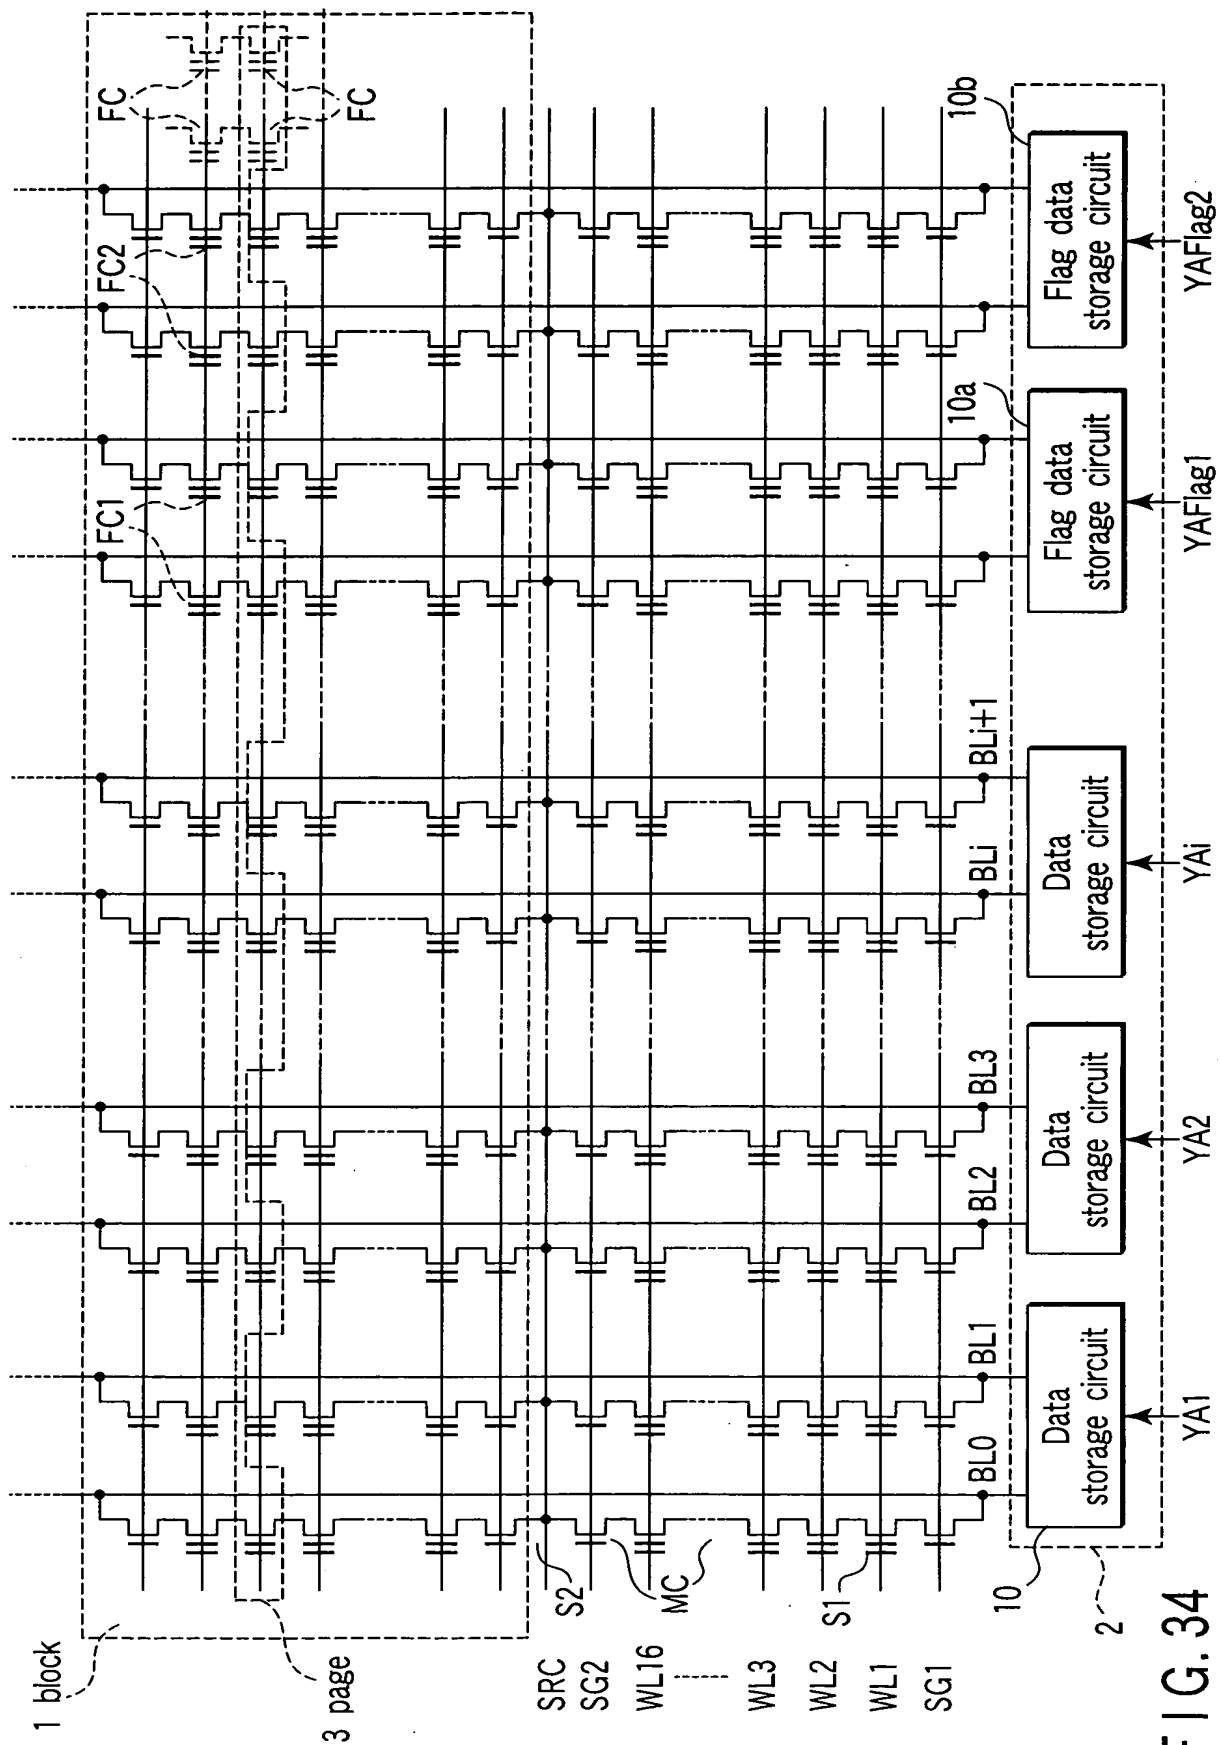 1 block
3 page
FC
FC
FC2
FC1
SRC
SG2
WL16
WL3
WL2
WL1
SG1
S2
MC
S1
BL0
BL1
BL2
BL3
BLi
BLi+1
10
10a
10b
2
Data
storage circuit
Data
storage circuit
Data
storage circuit
Flag data
storage circuit
Flag data
storage circuit
YA1
YA2
YAi
YAFlag1
YAFlag2
FIG. 34